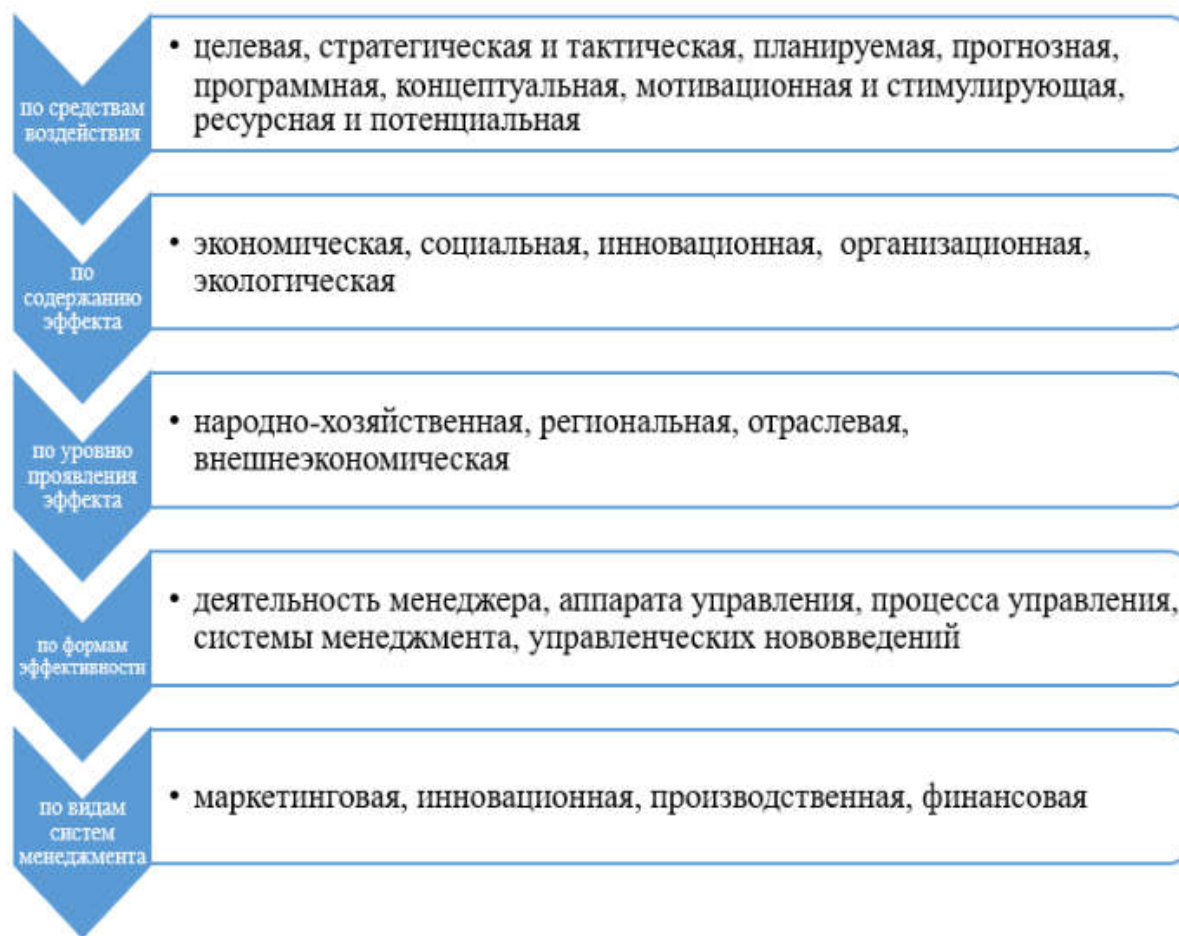 по средствам
воздействия
• целевая, стратегическая и тактическая, планируемая, прогнозная,
программная, концептуальная, мотивационная и стимулирующая,
ресурсная и потенциальная
по
содержанию
эффекта
• экономическая, социальная, инновационная, организационная,
экологическая
по уровню
проявления
эффекта
• народно-хозяйственная, региональная, отраслевая,
внешнеэкономическая
по формам
эффективности
• деятельность менеджера, аппарата управления, процесса управления,
системы менеджмента, управленческих нововведений
по видам
систем
менеджмента
• маркетинговая, инновационная, производственная, финансовая